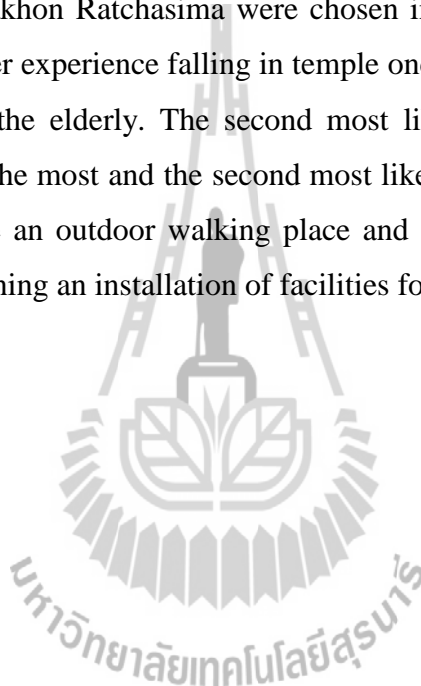 khon Ratchasima were chosen i
er experience falling in temple on
the elderly. The second most li
he most and the second most like
an outdoor walking place and
ning an installation of facilities fo
มหาวิทยาลัยเทคโนโลยีสุรนารี